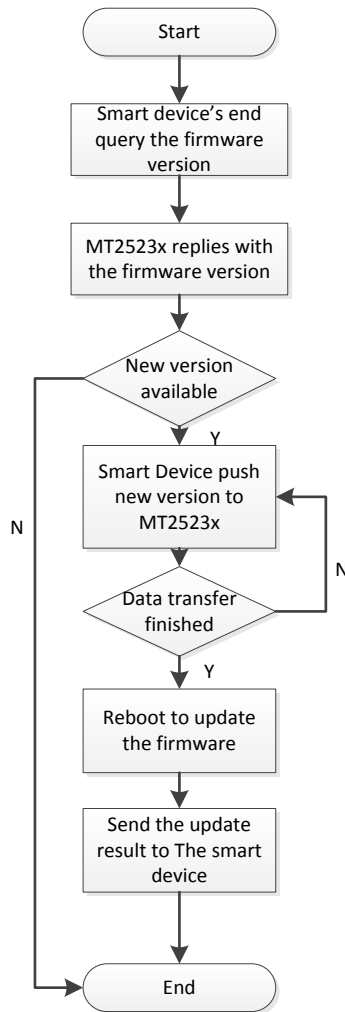 Start
Smart device's end
query the firmware
version
MT2523x replies with
the firmware version
New version
available
Y
Smart Device push
new version to
MT2523x
N
N
Data transfer
finished
Y
Reboot to update
the firmware
Send the update
result to The smart
device
End